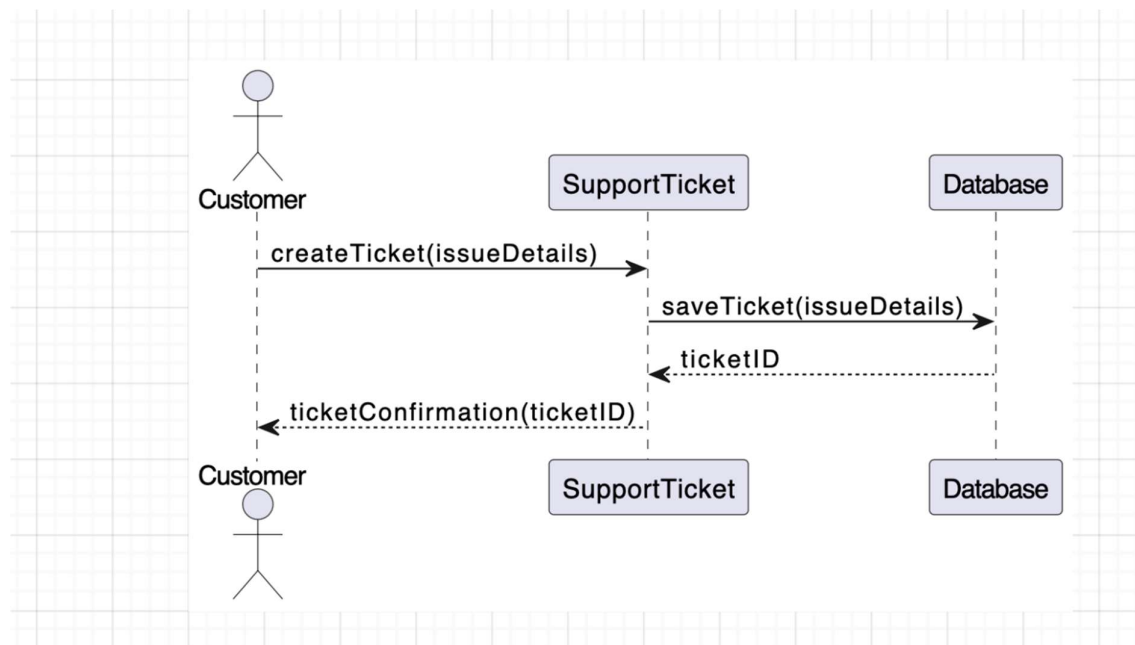 Customer
SupportTicket
Database
createTicket(issueDetails)
saveTicket(issueDetails)
ticketID
ticketConfirmation(ticketID)
Customer
SupportTicket
Database